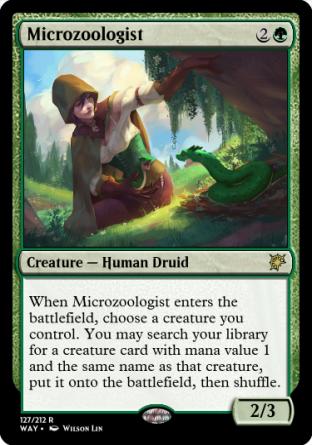 Microzoologist 2
Creature — Human Druid
When Microzoologist enters the
battlefield, choose a creature you
control. You may search your library
for a creature card with mana value 1
and the same name as that creature,
put it onto the battlefield, then shuffle.
2/3
127/212 R
WAY • Wilson Lin